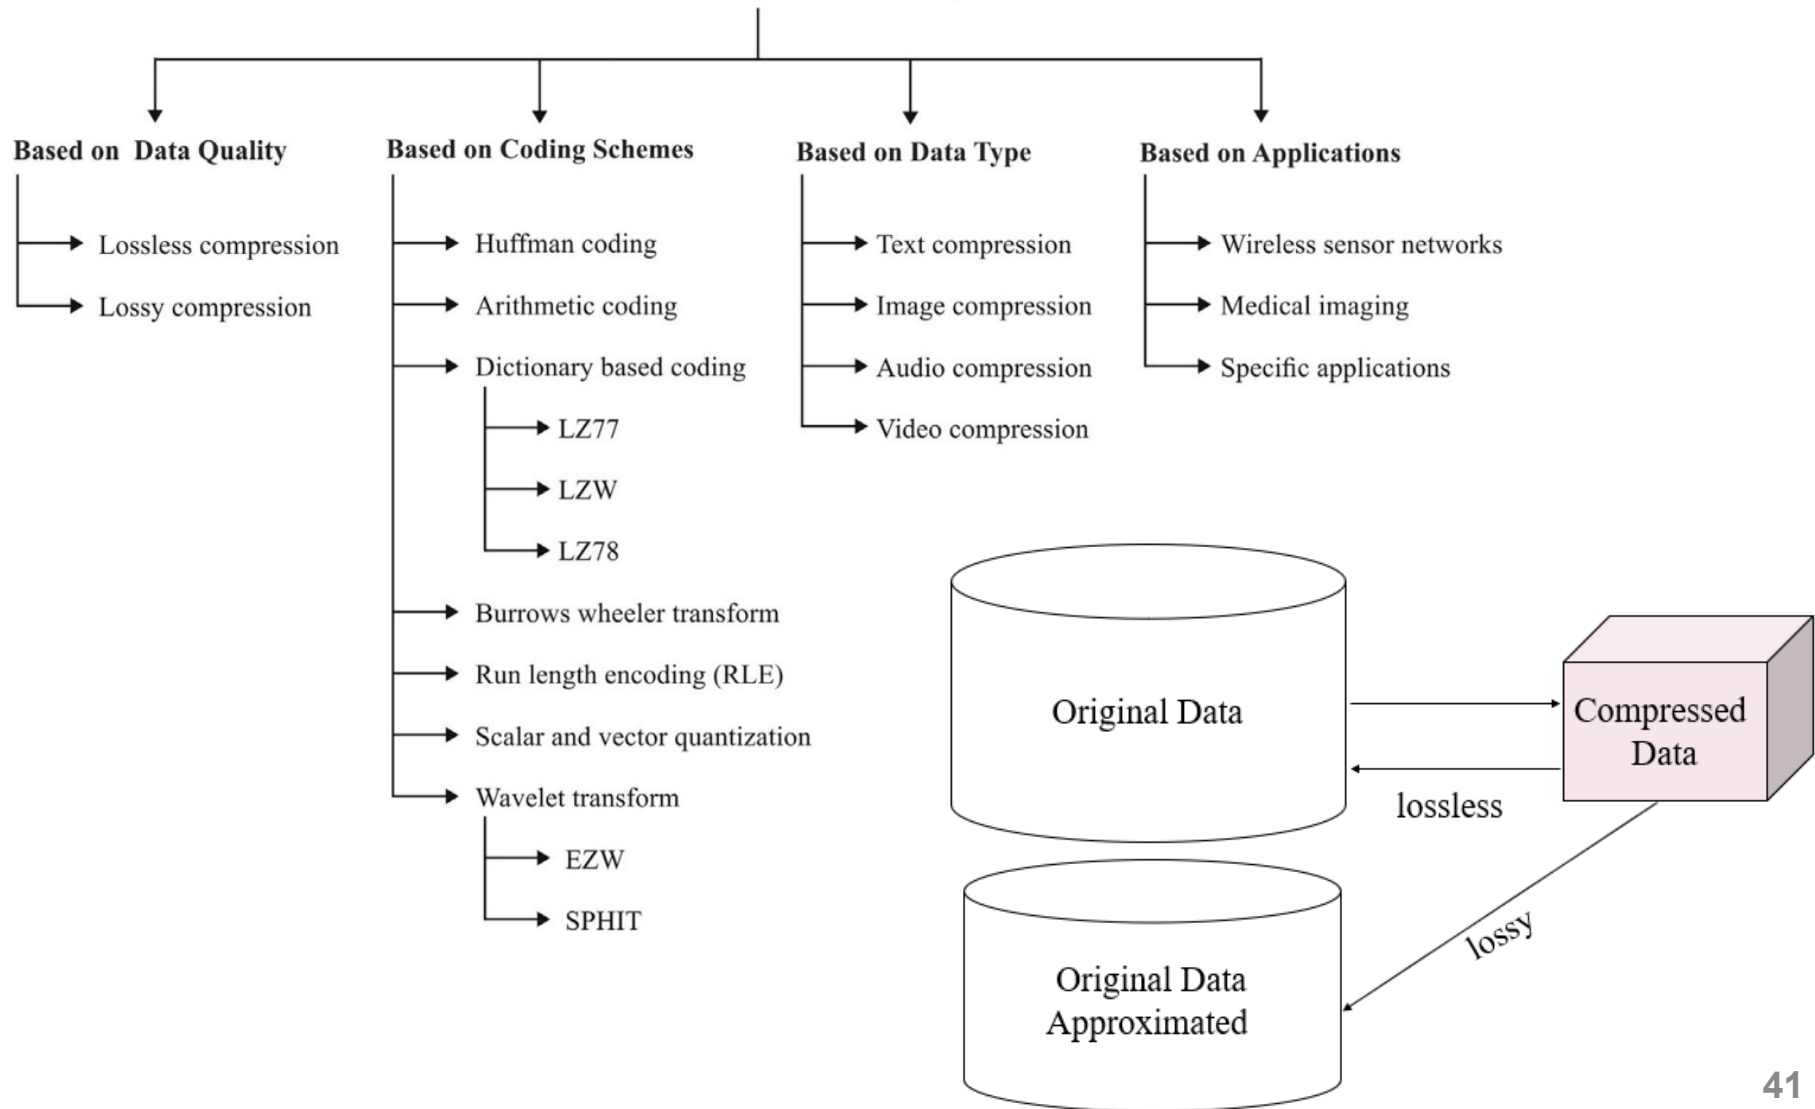 Based on Data Quality
Lossless compression
Lossy compression
Based on Coding Schemes
Huffman coding
Arithmetic coding
Dictionary based coding
LZ77
LZW
LZ78
Burrows wheeler transform
Run length encoding (RLE)
Scalar and vector quantization
Wavelet transform
EZW
SPHIT
Based on Data Type
Text compression
Image compression
Audio compression
Video compression
Based on Applications
Wireless sensor networks
Medical imaging
Specific applications
Original Data
Compressed
Data
lossless
lossy
Original Data
Approximated
41